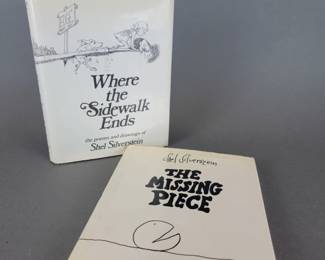 Where
the
Sidewalk
Ends
the poems and drawings of
Shel Silverstein
Shel Silverstein
THE
MISSING
PIECE